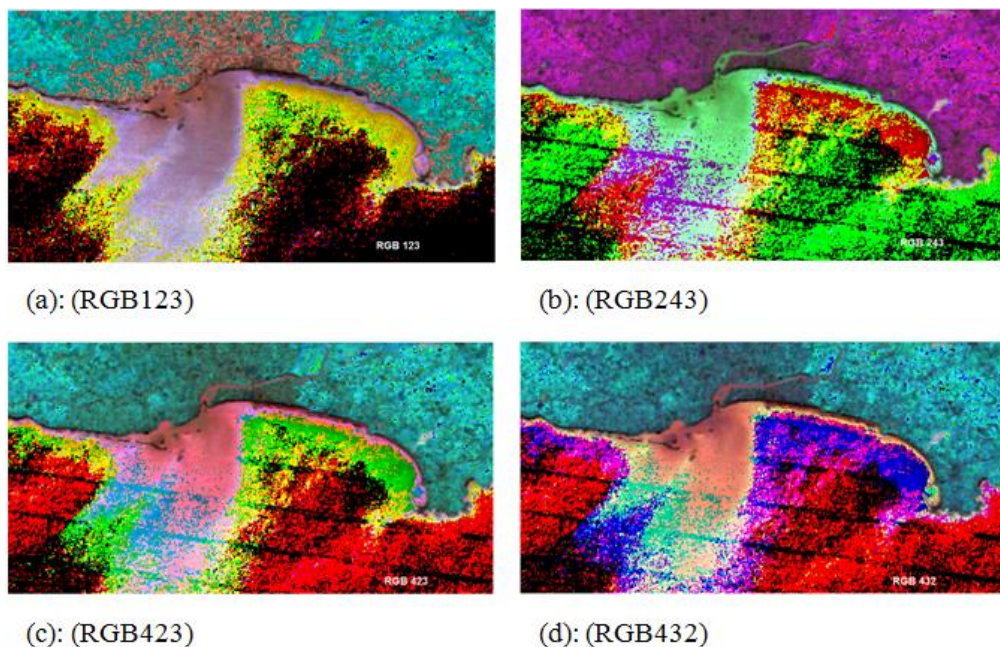 RGB 123
RGB 243
(a): (RGB123)
(b): (RGB243)
RGB 423
RGB 432
(c): (RGB423)
(d): (RGB432)